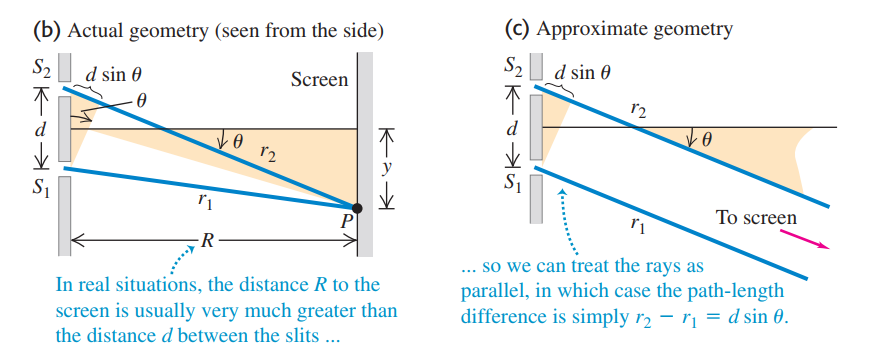 (b) Actual geometry (seen from the side)
S2
d sin θ
θ
Screen
d
θ
r2
y
S1
r1
P
R
In real situations, the distance R to the
screen is usually very much greater than
the distance d between the slits ...
(c) Approximate geometry
S2
d sin θ
r2
d
θ
S1
r1
To screen
... so we can treat the rays as
parallel, in which case the path-length
difference is simply r2 − r1 = d sin θ.